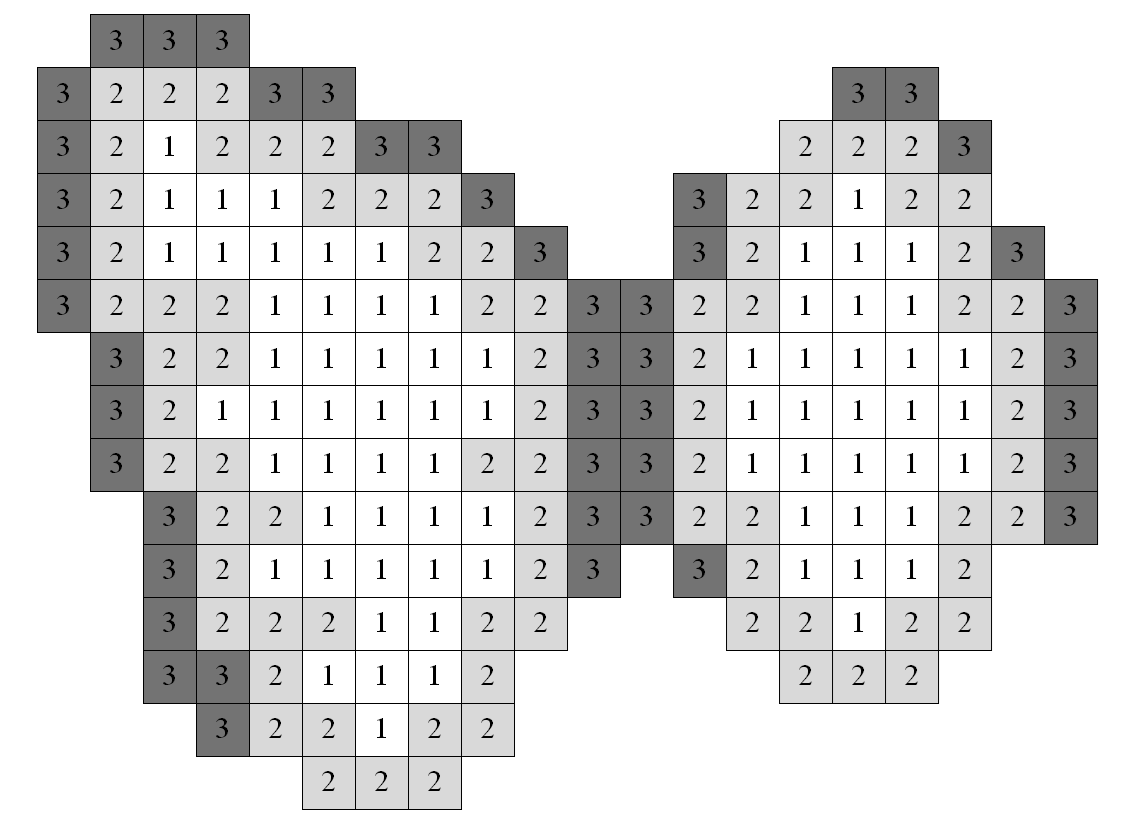 3 3 3
3 2 2 2 3 3 3 3
3 2 1 2 2 2 3 3 2 2 2 3
3 2 1 1 1 2 2 2 3 3 2 2 1 2 2
3 2 1 1 1 1 1 2 2 3 3 2 1 1 1 2 3
3 2 2 2 1 1 1 1 2 2 3 3 2 2 1 1 1 2 2 3
3 2 2 1 1 1 1 1 2 3 3 2 1 1 1 1 1 2 3
3 2 1 1 1 1 1 1 2 3 3 2 1 1 1 1 1 2 3
3 2 2 1 1 1 1 2 2 3 3 2 1 1 1 1 1 2 3
3 2 2 1 1 1 1 2 3 3 2 2 1 1 1 2 2 3
3 2 1 1 1 1 1 2 3 3 2 1 1 1 2
3 2 2 2 1 1 2 2 2 2 1 2 2
3 3 2 1 1 1 2 2 2 2
3 2 2 1 2 2
2 2 2